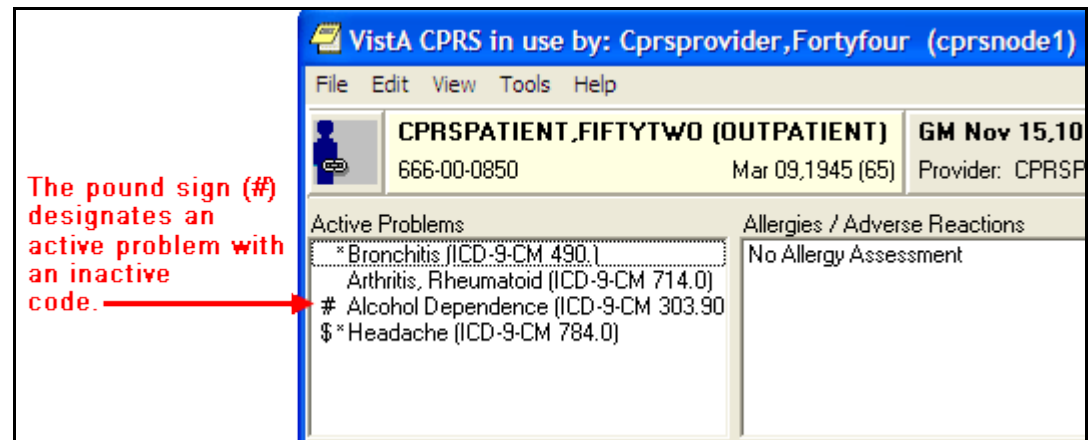 VistA CPRS in use by: Cprsprovider,Fortyfour (cprsnode1)
File Edit View Tools Help
CPRSPATIENT,FIFTYTWO (OUTPATIENT)
666-00-0850 Mar 09,1945 (65)
GM Nov 15,10
Provider: CPRSP
The pound sign (#)
designates an
active problem with
an inactive
code.
Active Problems
* Bronchitis (ICD-9-CM 490.)
Arthritis, Rheumatoid (ICD-9-CM 714.0)
# Alcohol Dependence (ICD-9-CM 303.90
$ * Headache (ICD-9-CM 784.0)
Allergies / Adverse Reactions
No Allergy Assessment